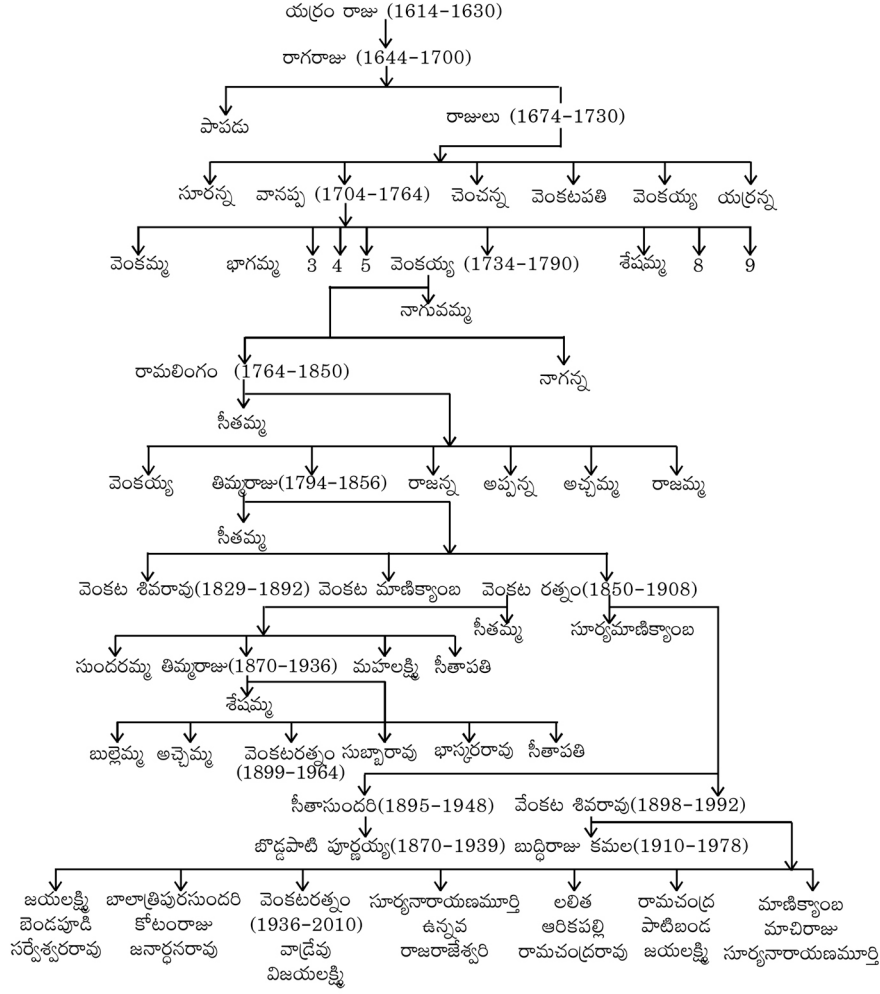 యర్రం రాజు (1614-1630)
రాగరాజు (1644-1700)
పాపడు
రాజులు (1674-1730)
సూరన్న వానప్ప (1704-1764) చెంచన్న వెంకటపతి వెంకయ్య యర్రన్న
వెంకమ్మ భాగమ్మ 3 4 5 వెంకయ్య (1734-1790) శేషమ్మ 8 9
నాగువమ్మ
రామలింగం (1764-1850) నాగన్న
సీతమ్మ
వెంకయ్య తిమ్మరాజు(1794-1856) రాజన్న అప్పన్న అచ్చమ్మ రాజమ్మ
సీతమ్మ
వెంకట శివరావు(1829-1892) వెంకట మాణిక్యాంబ వెంకట రత్నం(1850-1908)
సీతమ్మ సూర్యమాణిక్యాంబ
సుందరమ్మ తిమ్మరాజు(1870-1936) మహలక్ష్మి సీతాపతి
శేషమ్మ
బుల్లెమ్మ అచ్చెమ్మ వెంకటరత్నం సుబ్బారావు భాస్కరరావు సీతాపతి
(1899-1964)
సీతాసుందరి(1895-1948) వేంకట శివరావు(1898-1992)
బొడ్డపాటి పూర్ణయ్య(1870-1939) బుద్ధిరాజు కమల(1910-1978)
జయలక్ష్మి బాలాత్రిపురసుందరి వెంకటరత్నం సూర్యనారాయణమూర్తి లలిత రామచంద్ర మాణిక్యాంబ
బెండపూడి కోటంరాజు (1936-2010) ఉన్నవ ఆరికపల్లి పాటిబండ మాచిరాజు
సర్వేశ్వరరావు జనార్ధనరావు వాడ్రేవు రాజరాజేశ్వరి రామచంద్రరావు జయలక్ష్మి సూర్యనారాయణమూర్తి
విజయలక్ష్మి